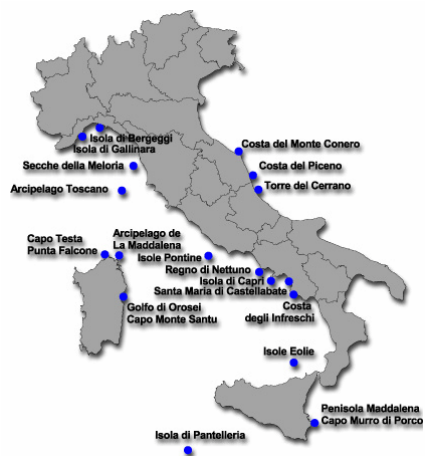 Isola di Bergeggi
Isola di Gallinara
Secche della Meloria
Arcipelago Toscano
Costa del Monte Conero
Costa del Piceno
Torre del Cerrano
Capo Testa
Punta Falcone
Arcipelago de
La Maddalena
Isole Pontine
Regno di Nettuno
Isola di Capri
Santa Maria di Castellabate
Costa
degli Infreschi
Golfo di Orosei
Capo Monte Santu
Isole Eolie
Penisola Maddalena
Capo Murro di Porco
Isola di Pantelleria